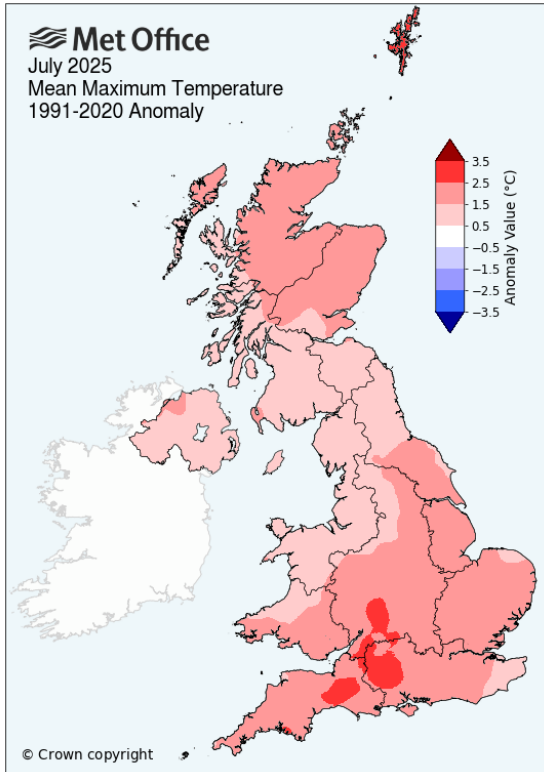 Met Office
July 2025
Mean Maximum Temperature
1991-2020 Anomaly
3.5
2.5
1.5
0.5
−0.5
−1.5
−2.5
−3.5
Anomaly Value (°C)
© Crown copyright